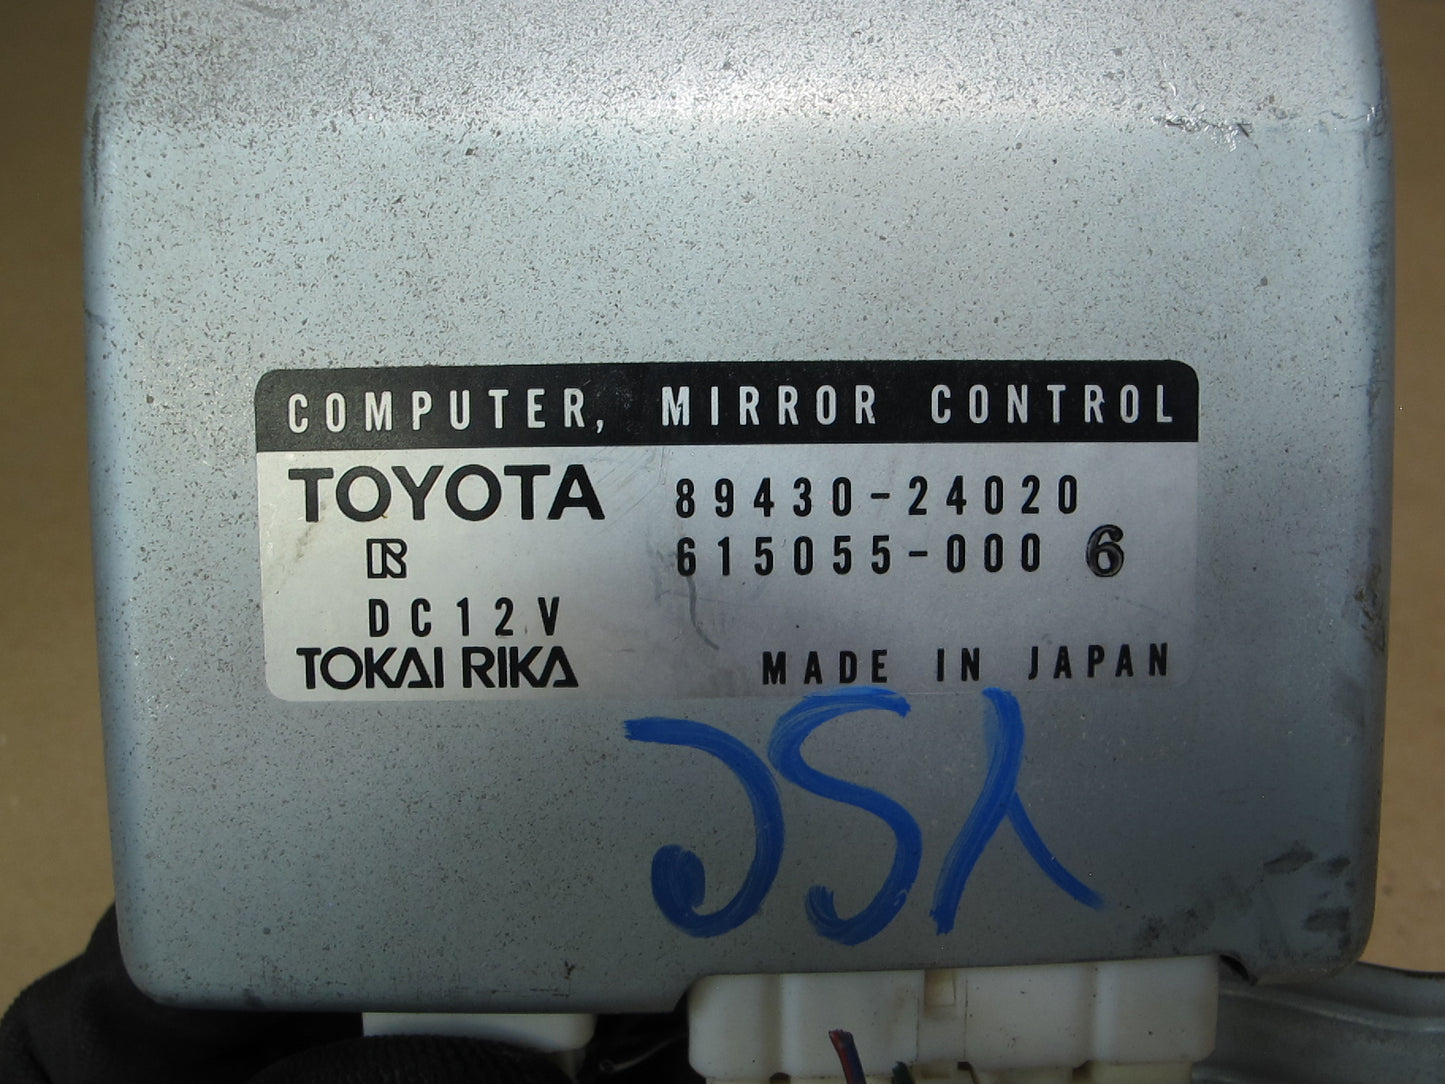 COMPUTER, MIRROR CONTROL
TOYOTA 89430-24020
615055-000 6
DC12V
TOKAI RIKA MADE IN JAPAN